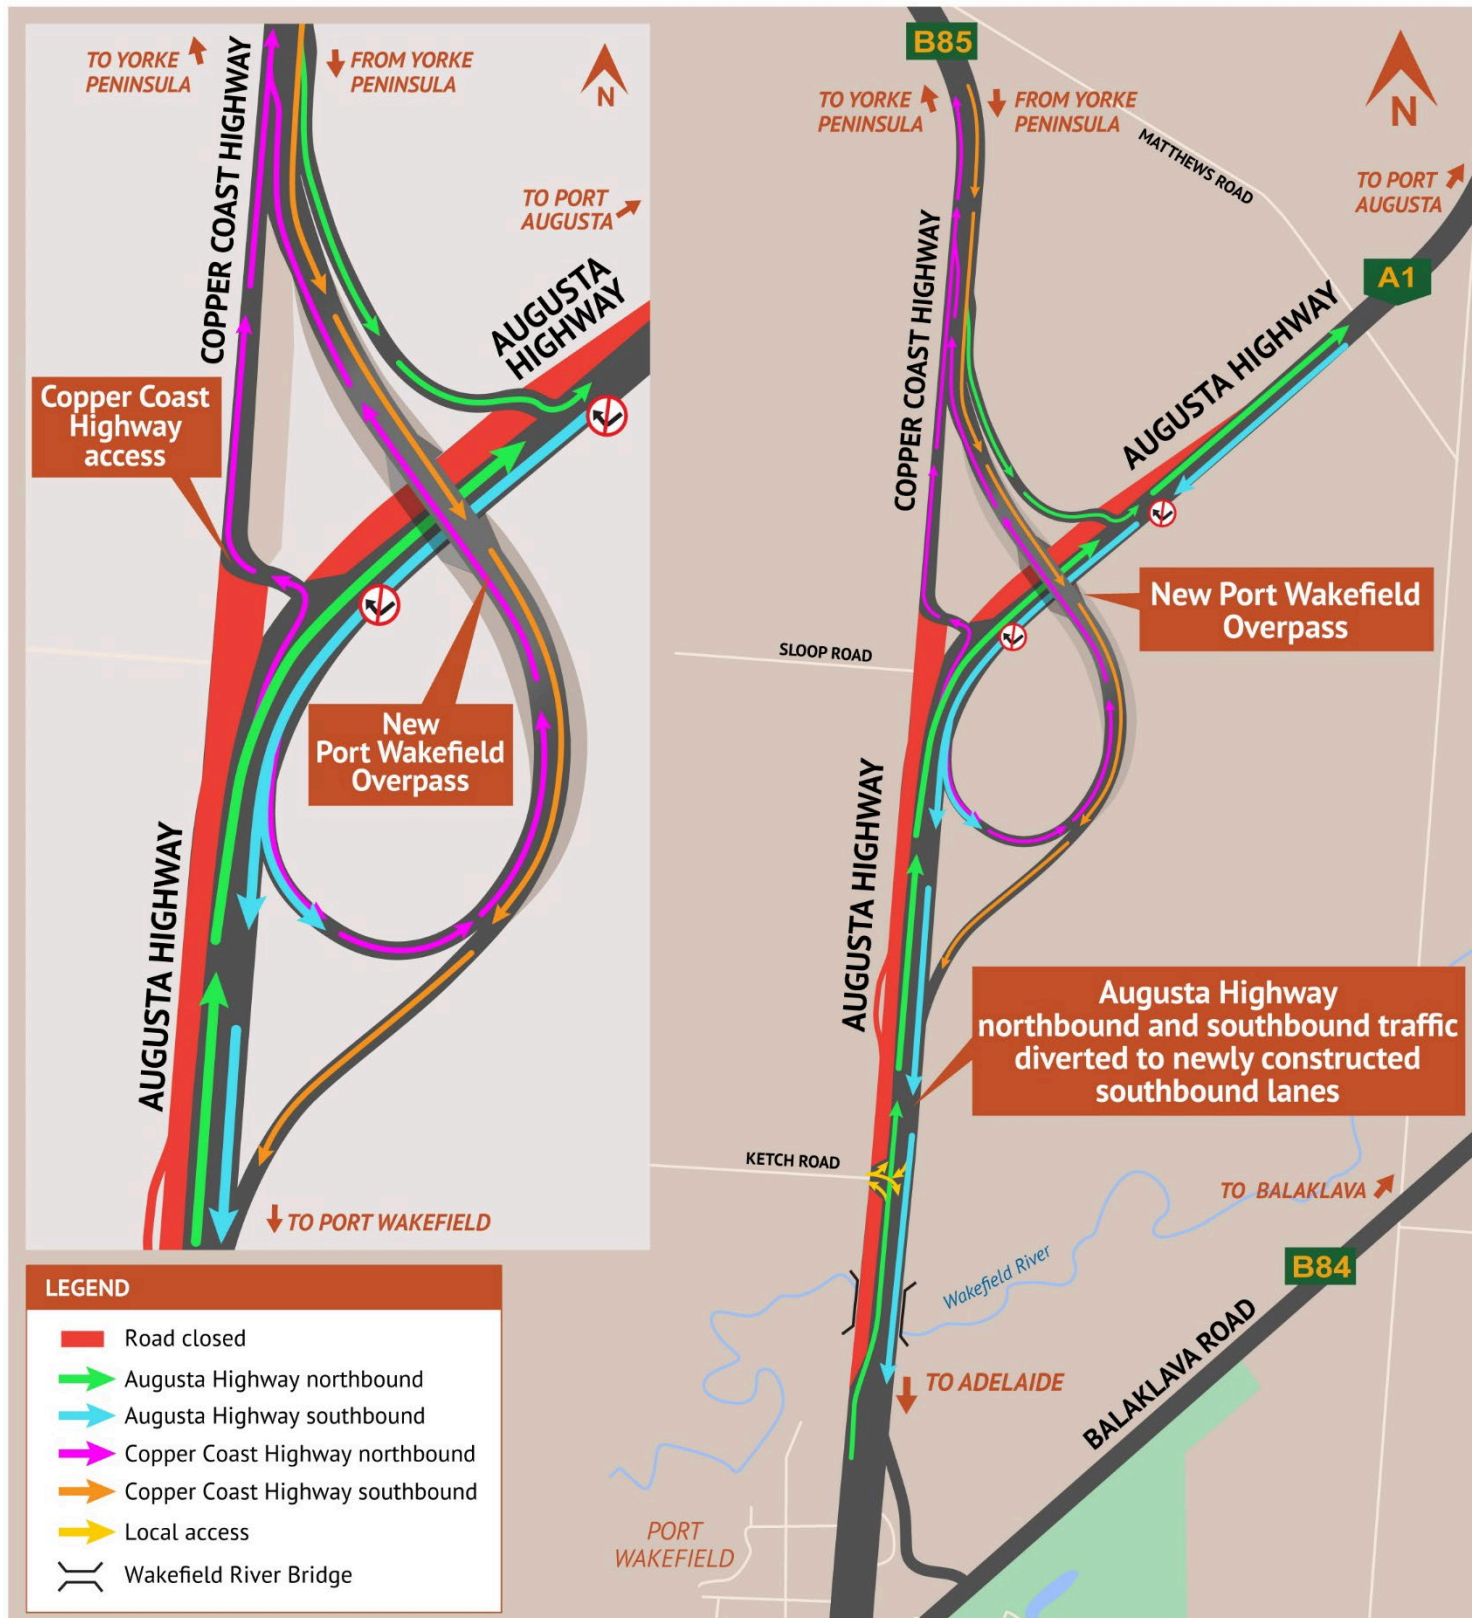 TO YORKE
PENINSULA
FROM YORKE
PENINSULA
N
COPPER COAST HIGHWAY
TO PORT
AUGUSTA
AUGUSTA
HIGHWAY
Copper Coast
Highway
access
New
Port Wakefield
Overpass
AUGUSTA HIGHWAY
TO PORT WAKEFIELD
B85
TO YORKE
PENINSULA
FROM YORKE
PENINSULA
N
MATTHEWS ROAD
TO PORT
AUGUSTA
A1
COPPER COAST HIGHWAY
AUGUSTA HIGHWAY
New Port Wakefield
Overpass
SLOOP ROAD
AUGUSTA HIGHWAY
Augusta Highway
northbound and southbound traffic
diverted to newly constructed
southbound lanes
KETCH ROAD
TO BALAKLAVA
B84
Wakefield River
TO ADELAIDE
BALAKLAVA ROAD
PORT
WAKEFIELD
LEGEND
Road closed
Augusta Highway northbound
Augusta Highway southbound
Copper Coast Highway northbound
Copper Coast Highway southbound
Local access
Wakefield River Bridge